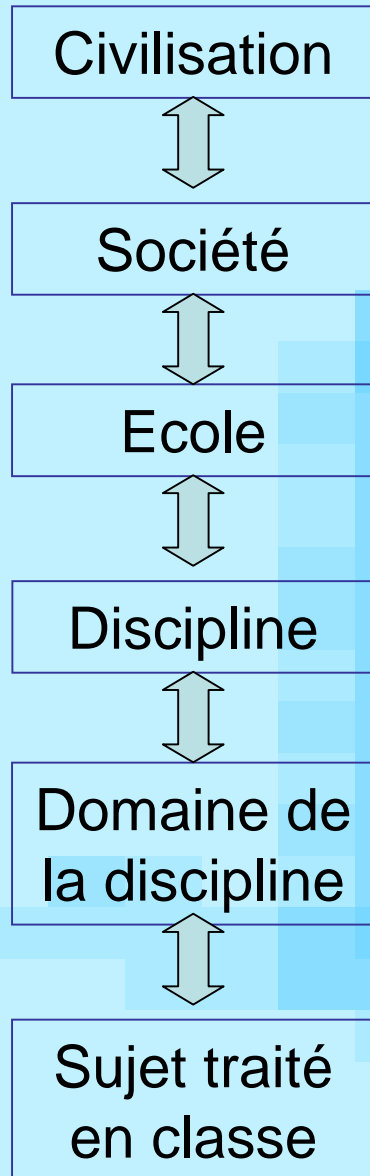 Civilisation
Société
Ecole
Discipline
Domaine de
la discipline
Sujet traité
en classe